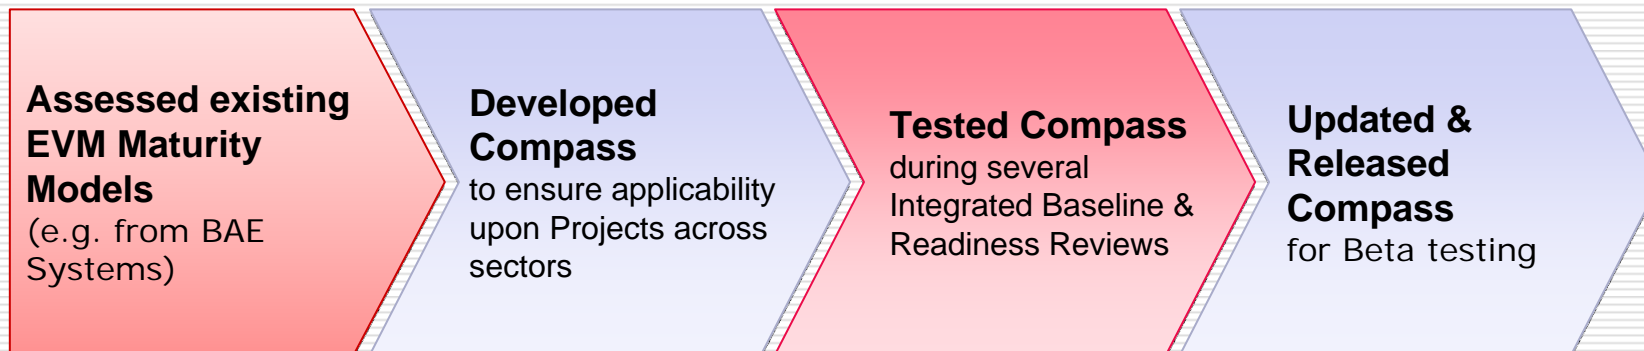 Assessed existing
EVM Maturity
Models
(e.g. from BAE
Systems)
Developed
Compass
to ensure applicability
upon Projects across
sectors
Tested Compass
during several
Integrated Baseline &
Readiness Reviews
Updated &
Released
Compass
for Beta testing